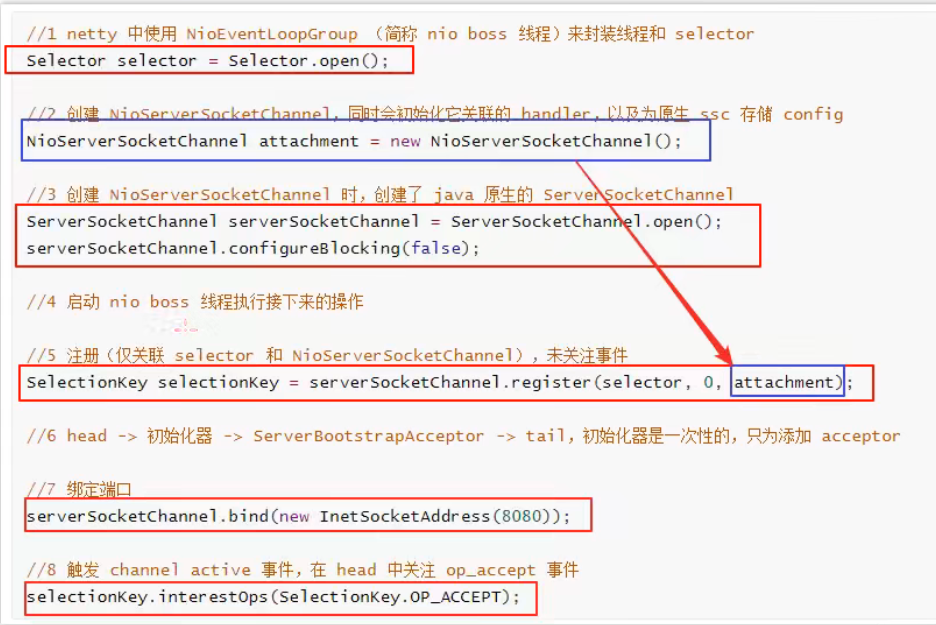 //1 netty 中使用 NioEventLoopGroup （简称 nio boss 线程）来封装线程和 selector
Selector selector = Selector.open();
//2 创建 NioServerSocketChannel，同时会初始化它关联的 handler，以及为原生 ssc 存储 config
NioServerSocketChannel attachment = new NioServerSocketChannel();
//3 创建 NioServerSocketChannel 时，创建了 java 原生的 ServerSocketChannel
ServerSocketChannel serverSocketChannel = ServerSocketChannel.open();
serverSocketChannel.configureBlocking(false);
//4 启动 nio boss 线程执行接下来的操作
//5 注册（仅关联 selector 和 NioServerSocketChannel），未关注事件
SelectionKey selectionKey = serverSocketChannel.register(selector, 0, attachment);
//6 head -> 初始化器 -> ServerBootstrapAcceptor -> tail，初始化器是一次性的，只为添加 acceptor
//7 绑定端口
serverSocketChannel.bind(new InetSocketAddress(8080));
//8 触发 channel active 事件，在 head 中关注 op_accept 事件
selectionKey.interestOps(SelectionKey.OP_ACCEPT);